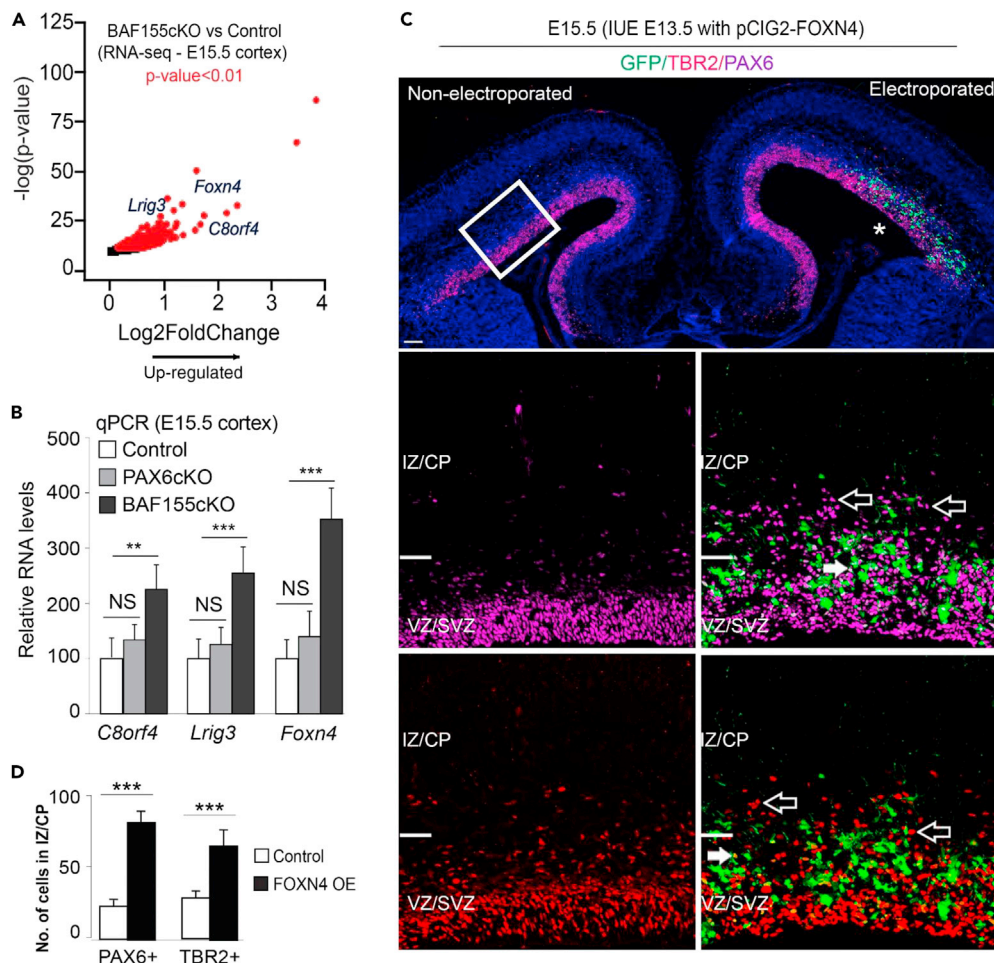 A
BAF155cKO vs Control
(RNA-seq - E15.5 cortex)
p-value<0.01
-log(p-value)
125
100
75
50
25
0
Foxn4
Lrig3
C8orf4
0 1 2 3 4
Log2FoldChange
Up-regulated
B
qPCR (E15.5 cortex)
Relative RNA levels
500
400
300
200
100
0
Control
PAX6cKO
BAF155cKO
** NS
*** NS
*** NS
C8orf4 Lrig3 Foxn4
D
No. of cells in IZ/CP
100
50
0
*** ***
Control
FOXN4 OE
PAX6+ TBR2+
C
E15.5 (IUE E13.5 with pCIG2-FOXN4)
GFP/TBR2/PAX6
Non-electroporated Electroporated
*
IZ/CP IZ/CP
VZ/SVZ VZ/SVZ
IZ/CP IZ/CP
VZ/SVZ VZ/SVZ